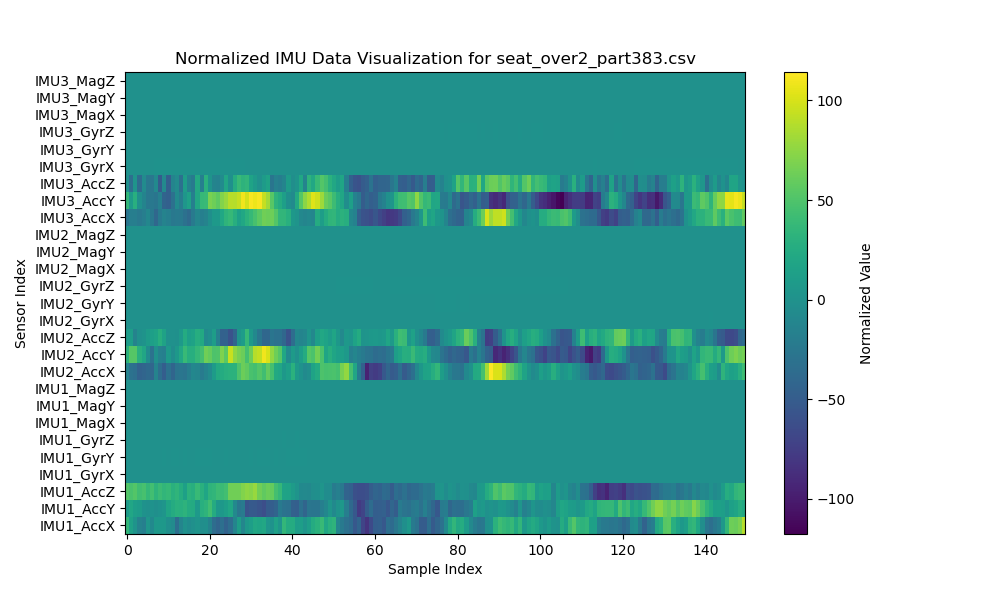 Normalized IMU Data Visualization for seat_over2_part383.csv
IMU3_MagZ
IMU3_MagY
IMU3_MagX
IMU3_GyrZ
IMU3_GyrY
IMU3_GyrX
IMU3_AccZ
IMU3_AccY
IMU3_AccX
IMU2_MagZ
IMU2_MagY
IMU2_MagX
IMU2_GyrZ
IMU2_GyrY
IMU2_GyrX
IMU2_AccZ
IMU2_AccY
IMU2_AccX
IMU1_MagZ
IMU1_MagY
IMU1_MagX
IMU1_GyrZ
IMU1_GyrY
IMU1_GyrX
IMU1_AccZ
IMU1_AccY
IMU1_AccX
Sensor Index
0 20 40 60 80 100 120 140
Sample Index
100
50
0
−50
−100
Normalized Value